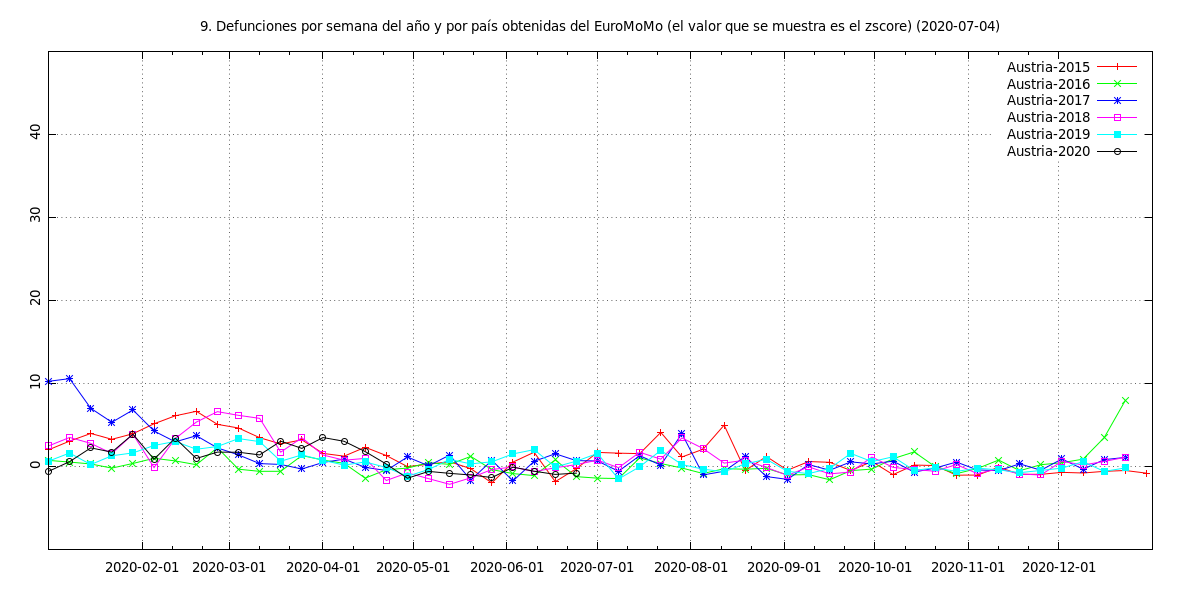 9. Defunciones por semana del año y por país obtenidas del EuroMoMo (el valor que se muestra es el zscore) (2020-07-04)
Austria-2015
Austria-2016
Austria-2017
Austria-2018
Austria-2019
Austria-2020
40
30
20
10
0
2020-02-01 2020-03-01 2020-04-01 2020-05-01 2020-06-01 2020-07-01 2020-08-01 2020-09-01 2020-10-01 2020-11-01 2020-12-01